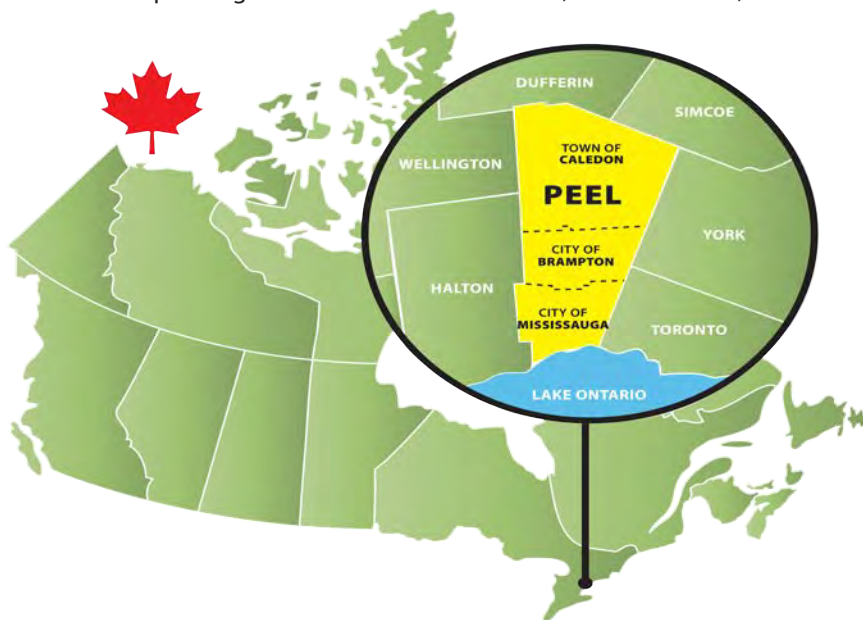 DUFFERIN
SIMCOE
TOWN OF
CALEDON
WELLINGTON
PEEL
YORK
CITY OF
BRAMPTON
HALTON
CITY OF
MISSISSAUGA
TORONTO
LAKE ONTARIO